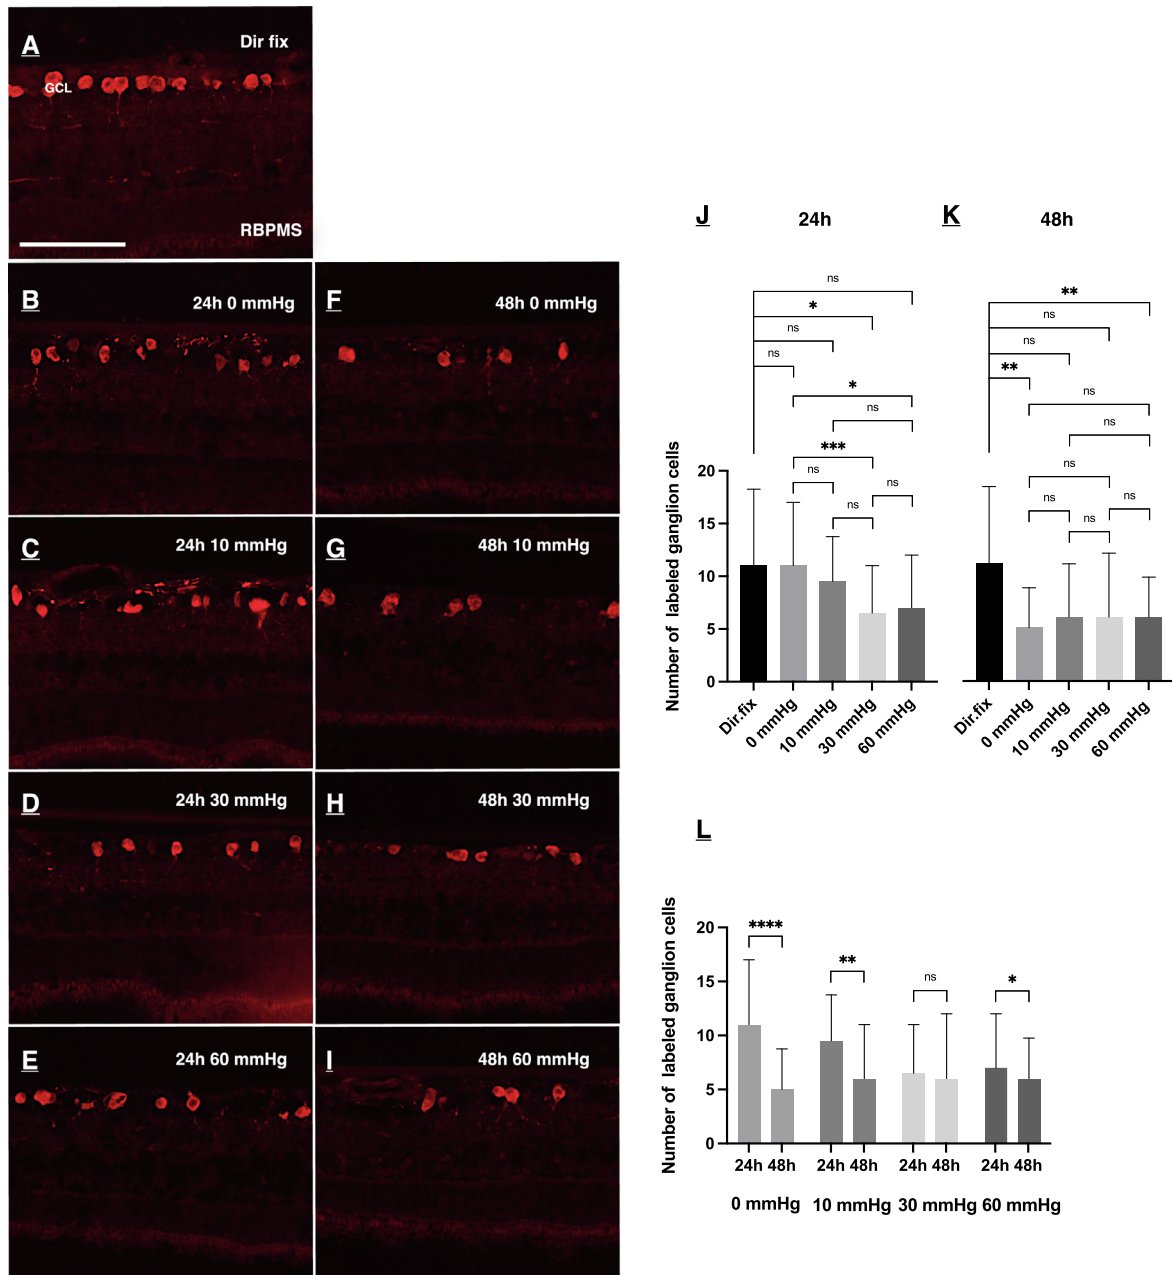 A
Dir fix
GCL
RBPMS
B
24h 0 mmHg
F
48h 0 mmHg
C
24h 10 mmHg
G
48h 10 mmHg
D
24h 30 mmHg
H
48h 30 mmHg
E
24h 60 mmHg
I
48h 60 mmHg
J
24h
ns
*
ns
ns
*
ns
***
ns
ns
ns
Number of labeled ganglion cells
20
15
10
5
0
Dir.fix
0 mmHg
10 mmHg
30 mmHg
60 mmHg
K
48h
**
ns
ns
**
ns
ns
ns
ns
ns
ns
Dir.fix
0 mmHg
10 mmHg
30 mmHg
60 mmHg
L
Number of labeled ganglion cells
20
15
10
5
0
****
**
ns
*
24h 48h 24h 48h 24h 48h 24h 48h
0 mmHg 10 mmHg 30 mmHg 60 mmHg